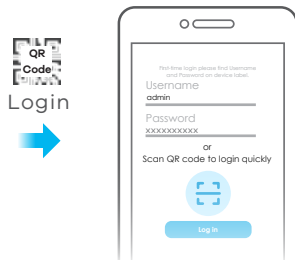 QR
Code
Login
First-time login please find Username
and Password on device label.
Username
admin
Password
xxxxxxxxxx
or
Scan QR code to login quickly
Log in